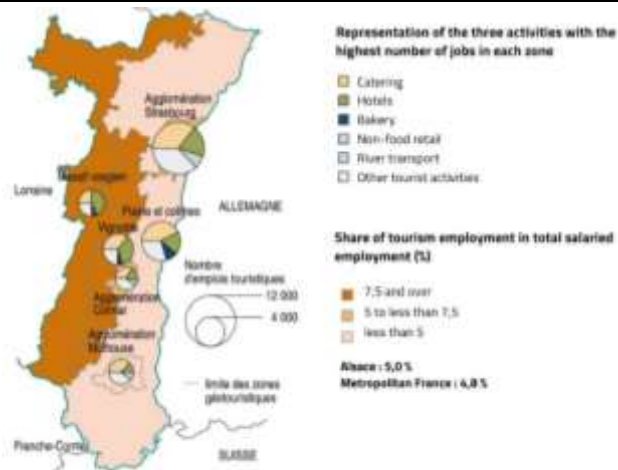 Representation of the three activities with the
highest number of jobs in each zone
Catering
Hotels
Bakery
Non-food retail
River transport
Other tourist activities
Share of tourism employment in total salaried
employment (%)
7,5 and over
5 to less than 7,5
less than 5
Alsace : 5,0 %
Metropolitan France : 4,8 %
Agglomération
Strasbourg
Massif vosgien
Lorraine
ALLEMAGNE
Plaine et collines
Vignoble
Nombre
d'emplois touristiques
12 000
4 000
Agglomération
Colmar
Agglomération
Mulhouse
limite des zones
géotouristiques
Franche-Comté
SUISSE